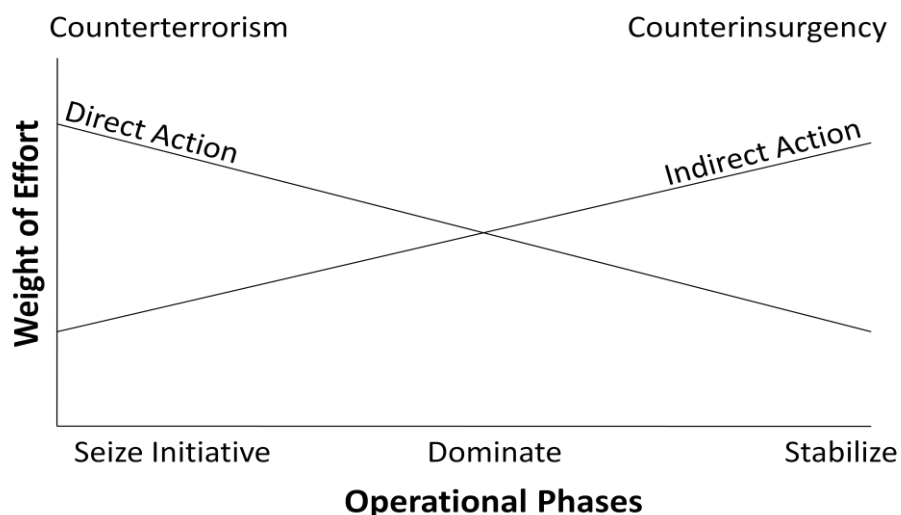 Counterterrorism
Counterinsurgency
Direct Action
Indirect Action
Weight of Effort
Seize Initiative
Dominate
Stabilize
Operational Phases